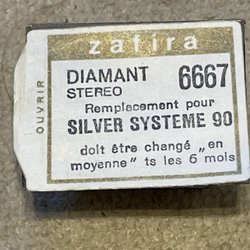 zafira
OUVRIR
DIAMANT 6667
STEREO
Remplacement pour
SILVER SYSTEME 90
doit être changé „en
moyenne" ts les 6 mois